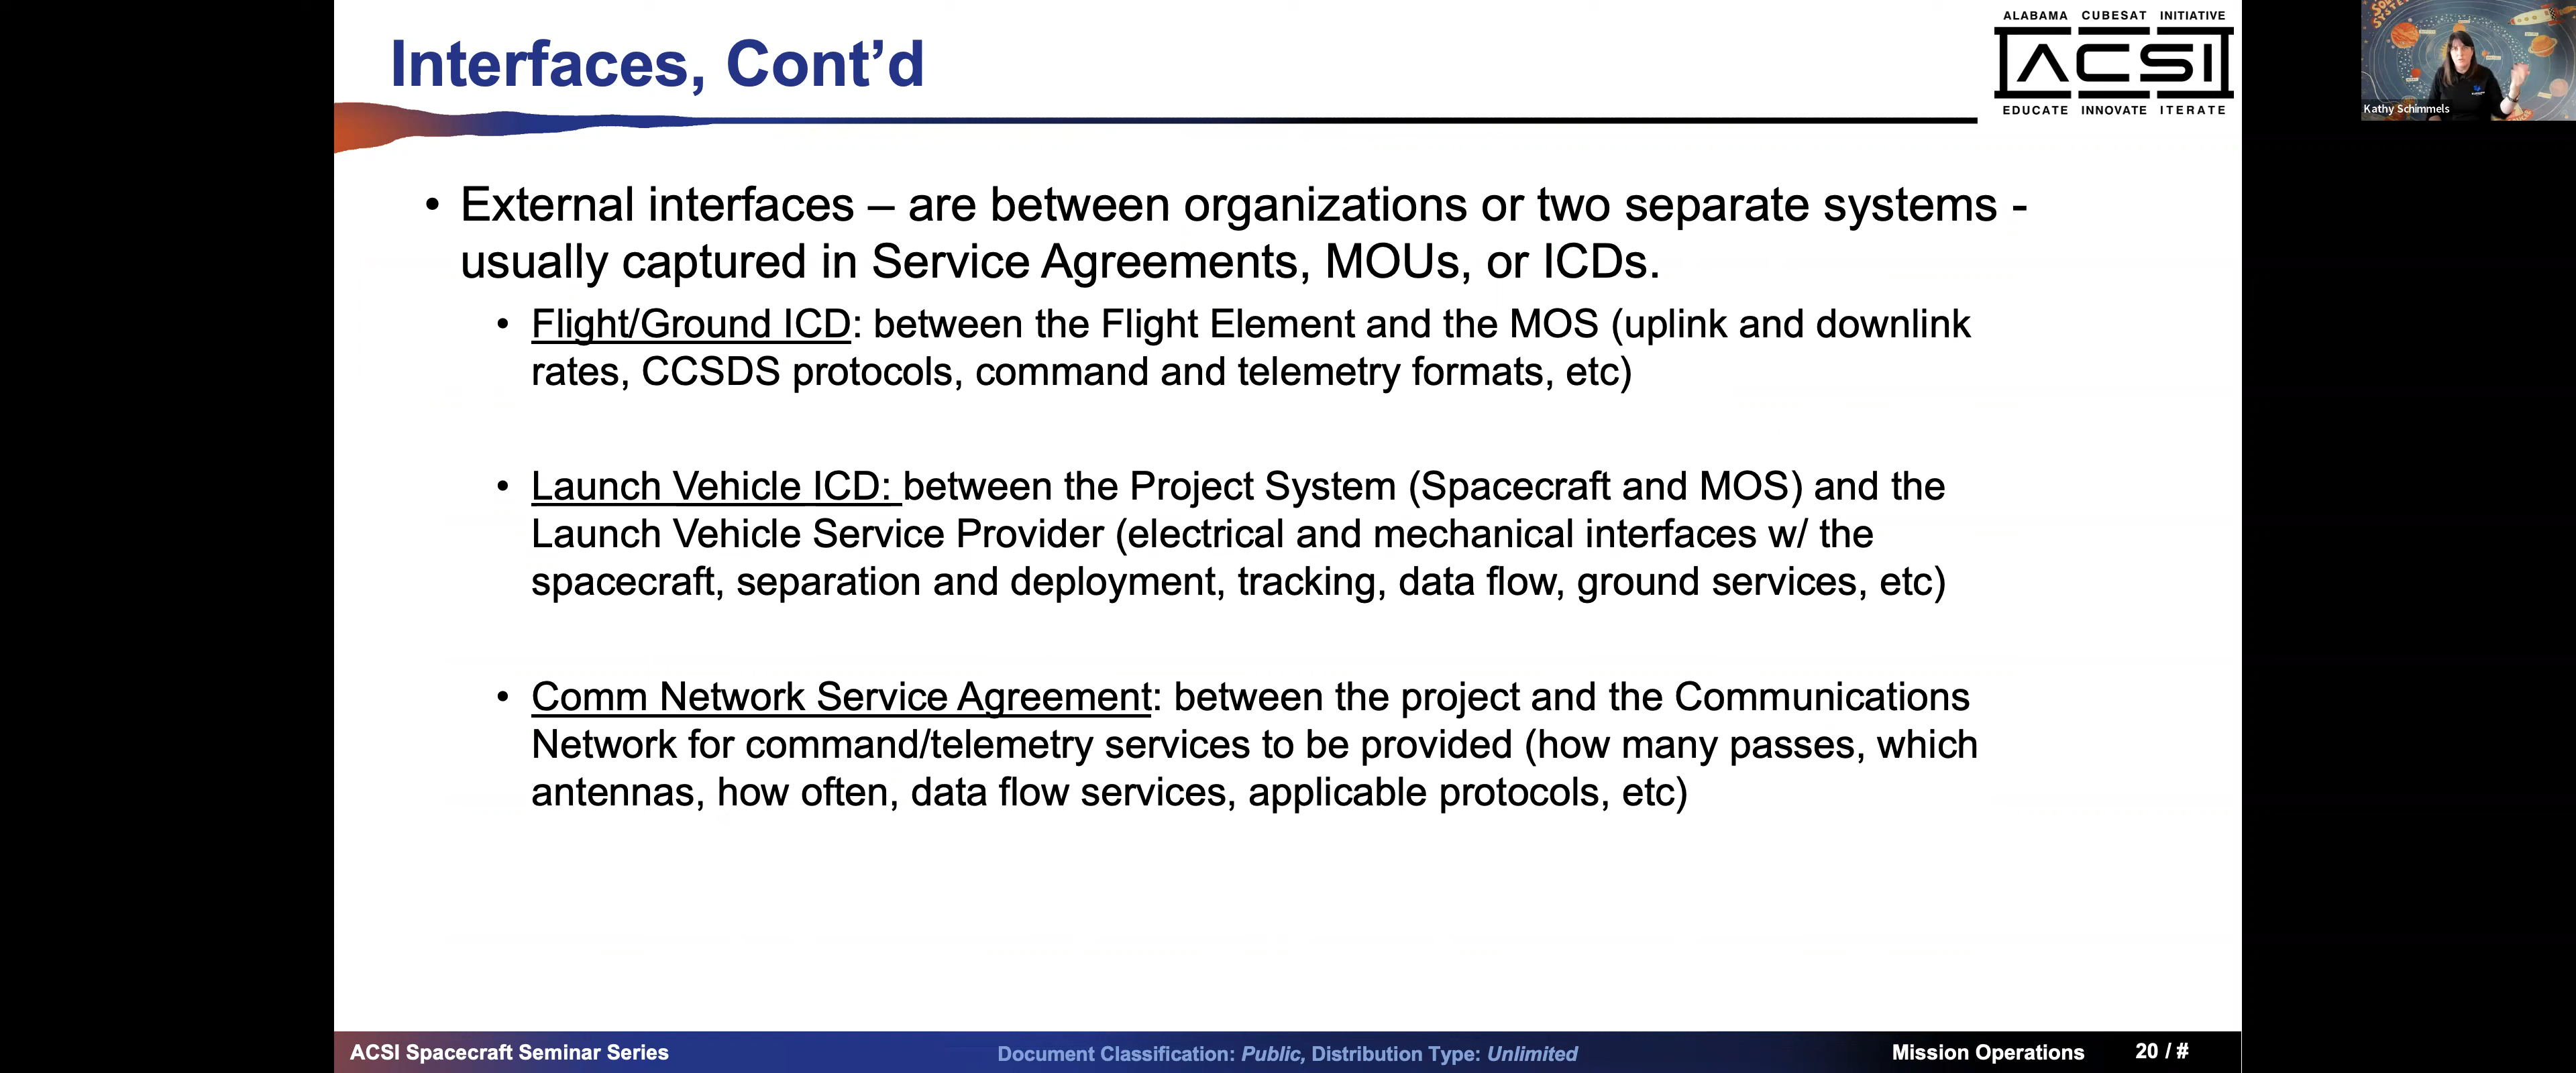 Interfaces, Cont’d
ALABAMA CUBESAT INITIATIVE
ACSI
EDUCATE INNOVATE ITERATE
Kathy Schimmels
• External interfaces – are between organizations or two separate systems -
usually captured in Service Agreements, MOUs, or ICDs.
• Flight/Ground ICD: between the Flight Element and the MOS (uplink and downlink
rates, CCSDS protocols, command and telemetry formats, etc)
• Launch Vehicle ICD: between the Project System (Spacecraft and MOS) and the
Launch Vehicle Service Provider (electrical and mechanical interfaces w/ the
spacecraft, separation and deployment, tracking, data flow, ground services, etc)
• Comm Network Service Agreement: between the project and the Communications
Network for command/telemetry services to be provided (how many passes, which
antennas, how often, data flow services, applicable protocols, etc)
ACSI Spacecraft Seminar Series
Document Classification: Public, Distribution Type: Unlimited
Mission Operations
20 / #